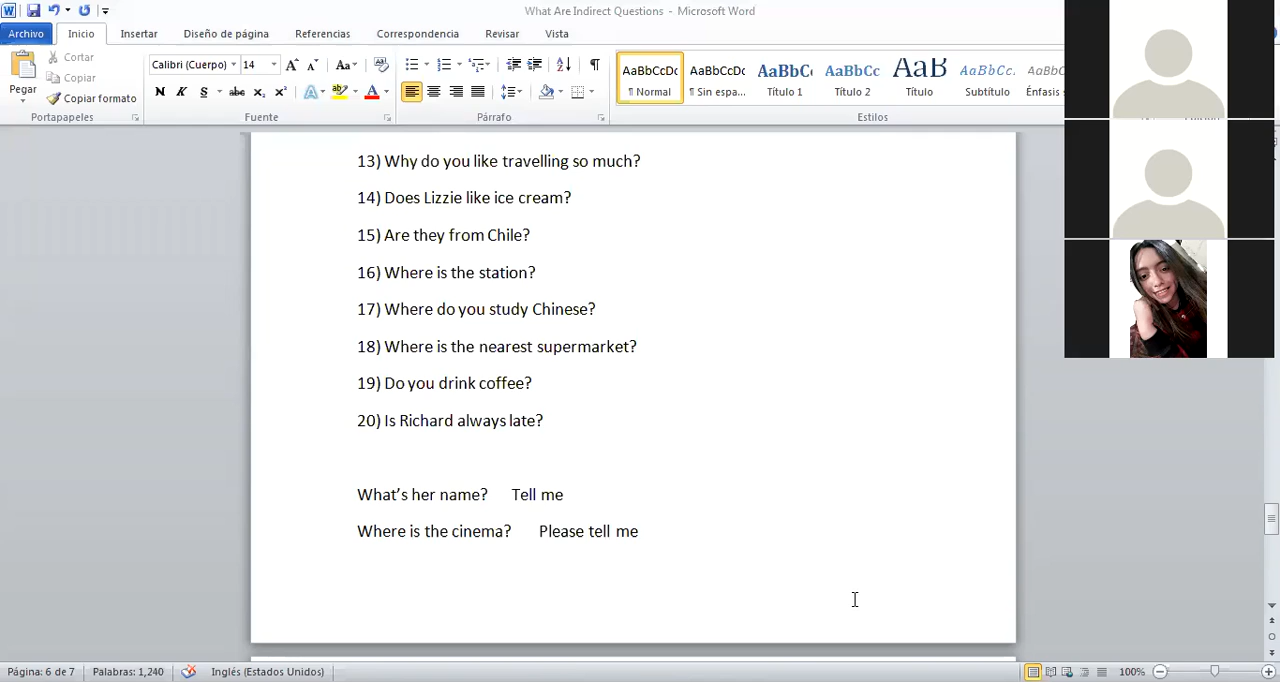 What Are Indirect Questions - Microsoft Word
Archivo Inicio Insertar Diseño de página Referencias Correspondencia Revisar Vista
Cortar
Copiar
Copiar formato
Pegar
Portapapeles
Calibri (Cuerpo) 14
Fuente
Párrafo
AaBbCcDc AaBbCcDc AaBbC AaBbCc AaB AaBbCc. AaBbCc
¶ Normal ¶ Sin espa... Título 1 Título 2 Título Subtítulo Énfasis
Estilos
13) Why do you like travelling so much?
14) Does Lizzie like ice cream?
15) Are they from Chile?
16) Where is the station?
17) Where do you study Chinese?
18) Where is the nearest supermarket?
19) Do you drink coffee?
20) Is Richard always late?
What's her name? Tell me
Where is the cinema? Please tell me
Página: 6 de 7 Palabras: 1,240 Inglés (Estados Unidos) 100%